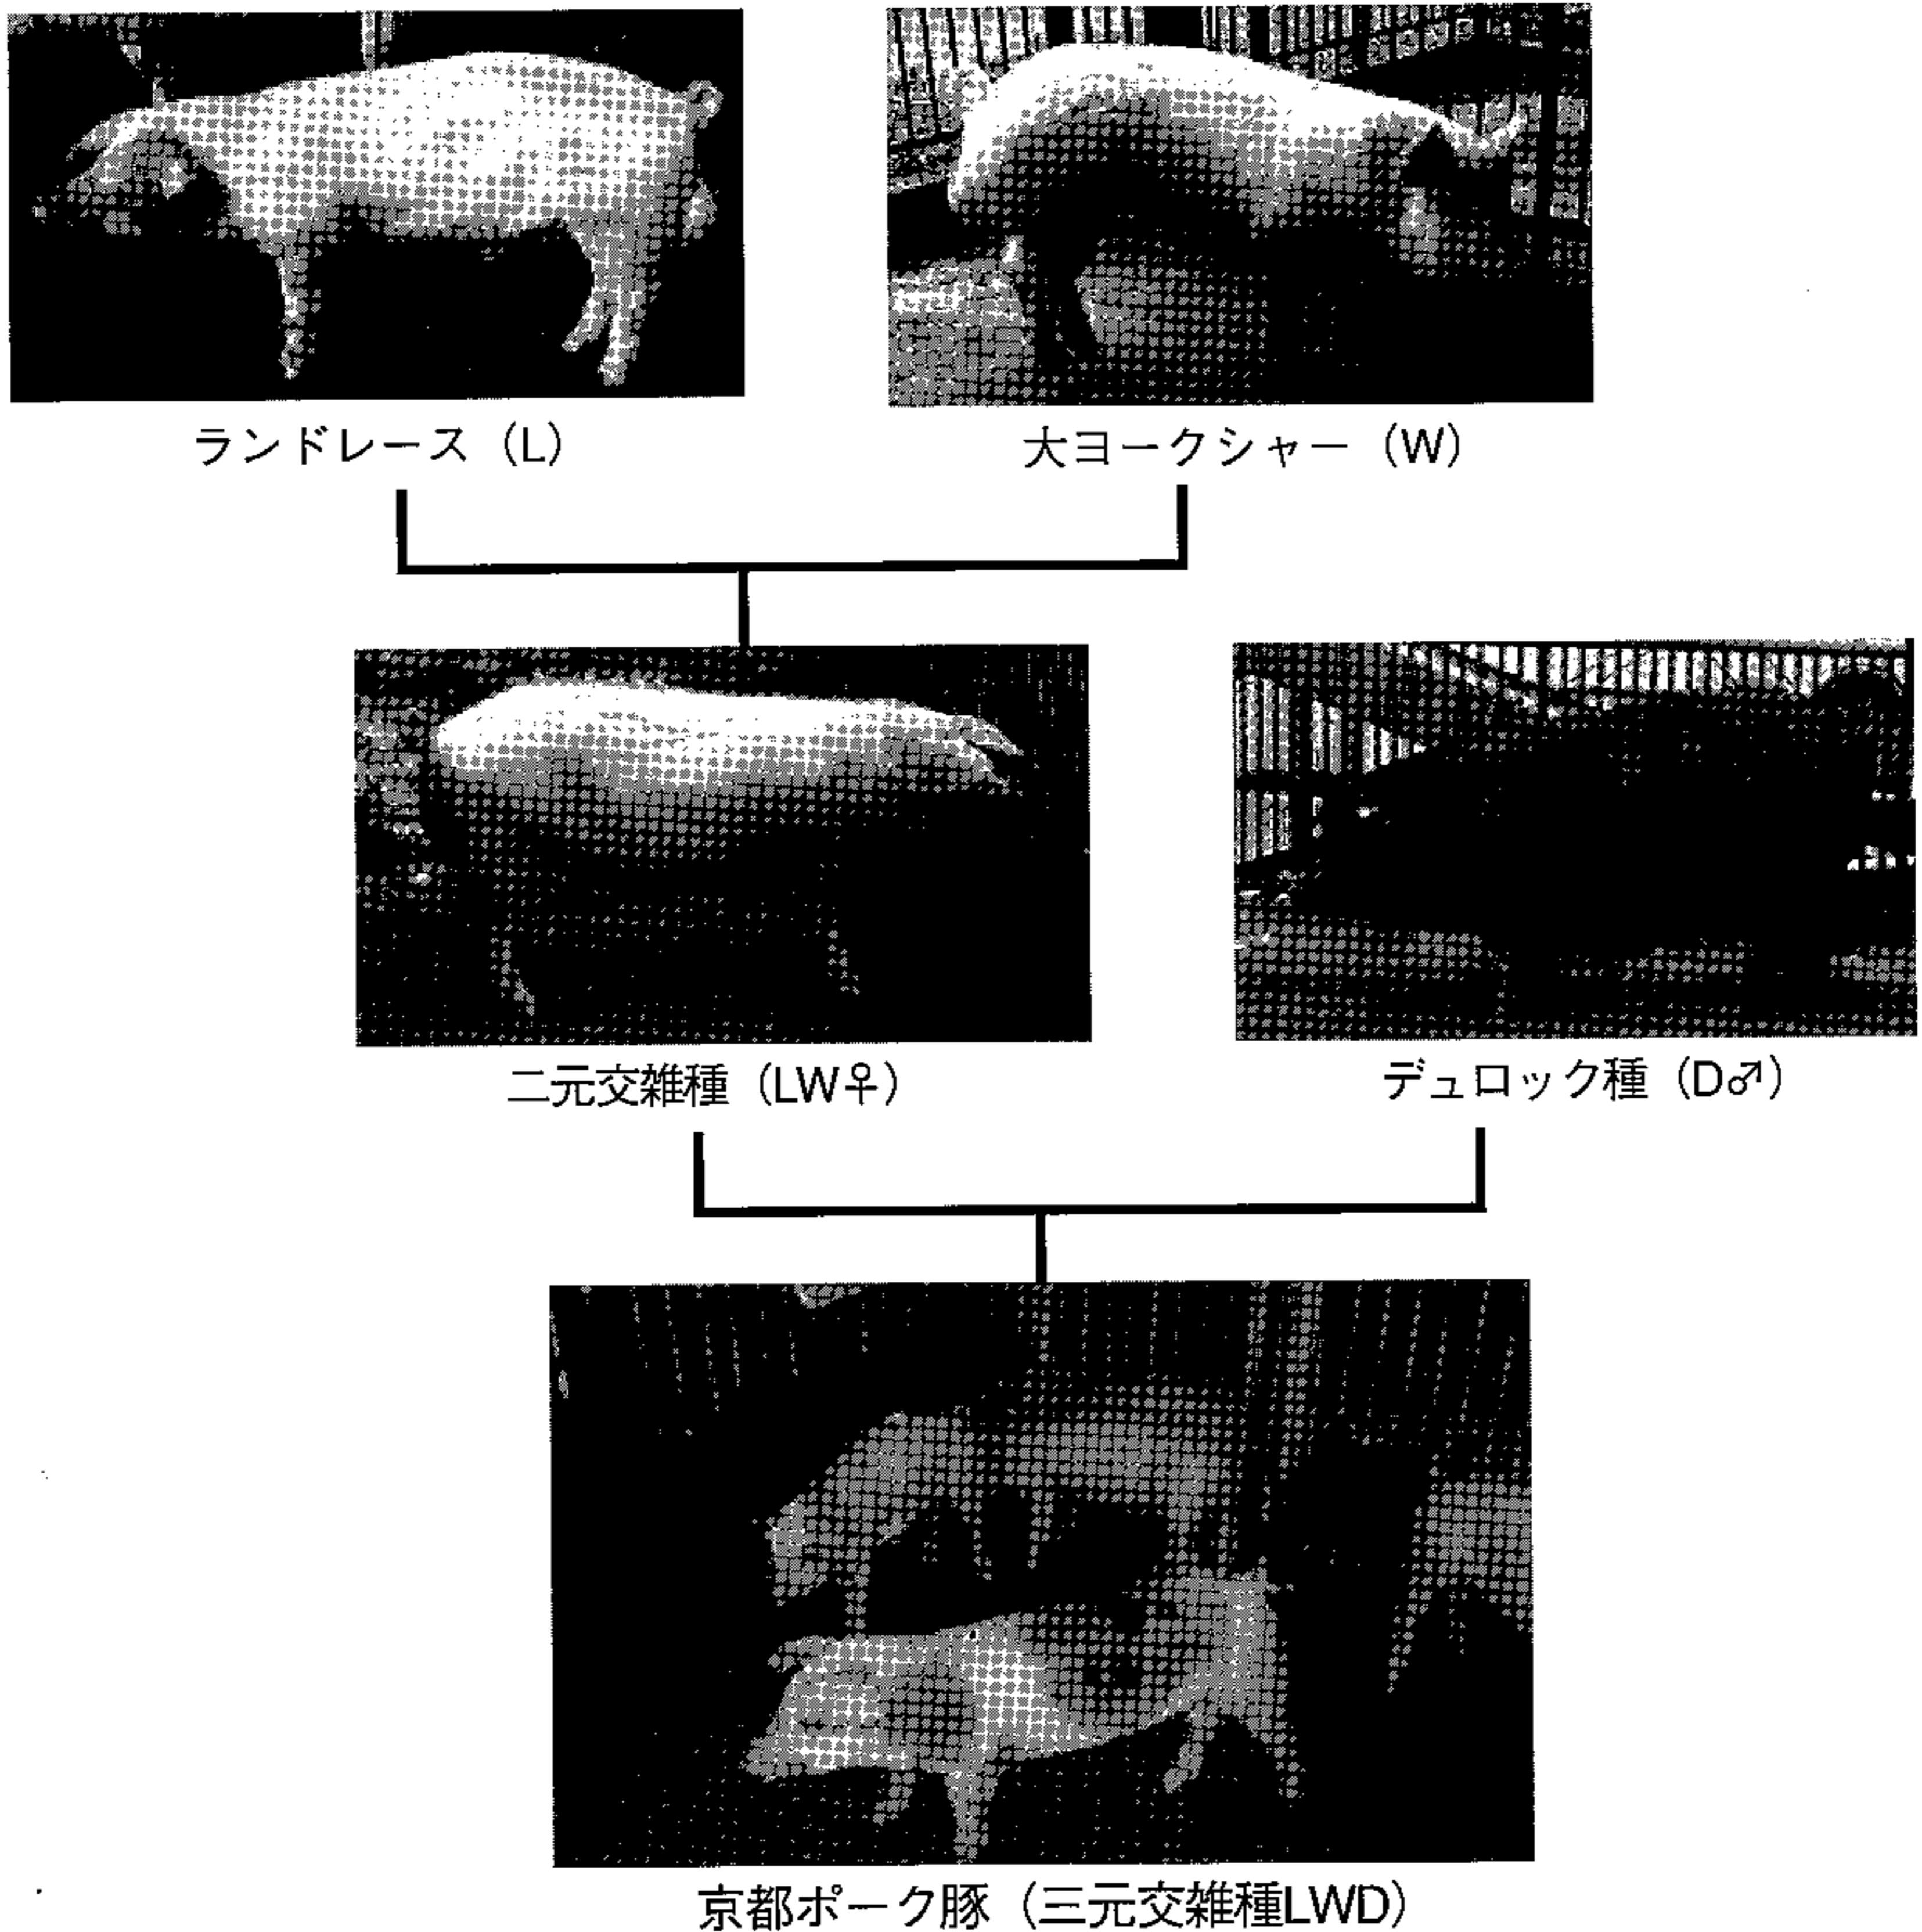 ランドレース（L）
大ヨークシャー（W）
二元交雑種（LW♀）
デュロック種（D♂）
京都ポーク豚（三元交雑種LWD）